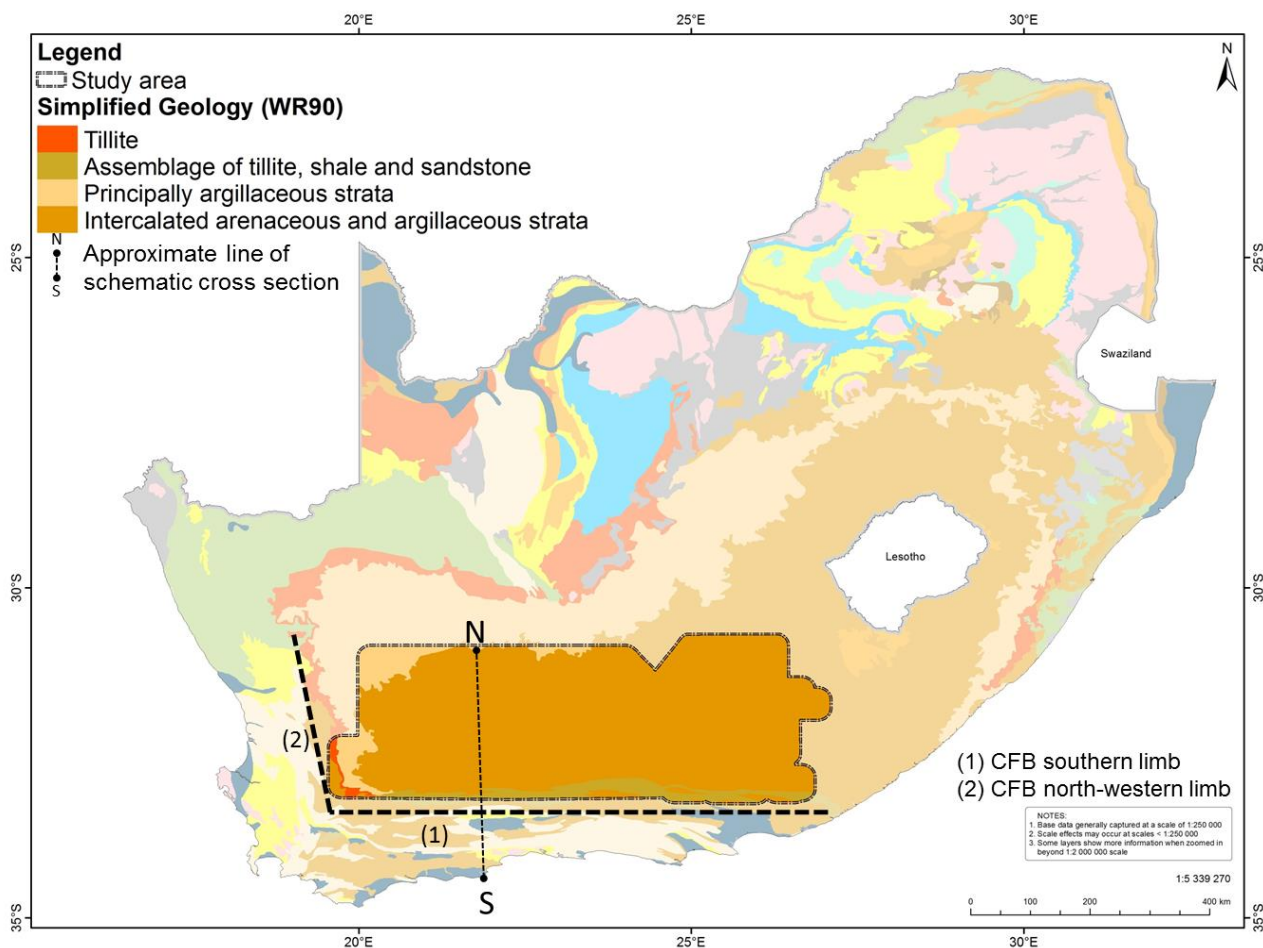 20°E
25°E
30°E
Legend
Study area
Simplified Geology (WR90)
Tillite
Assemblage of tillite, shale and sandstone
Principally argillaceous strata
Intercalated arenaceous and argillaceous strata
N
Approximate line of
schematic cross section
S
N
25°S
25°S
Swaziland
30°S
30°S
Lesotho
N
(2)
(1)
S
(1) CFB southern limb
(2) CFB north-western limb
NOTES:
1. Base data generally captured at a scale of 1:250 000
2. Scale effects may occur at scales < 1:250 000
3. Some layers show more information when zoomed in
beyond 1:2 000 000 scale
1:5 339 270
0 100 200 400 km
35°S
35°S
20°E
25°E
30°E